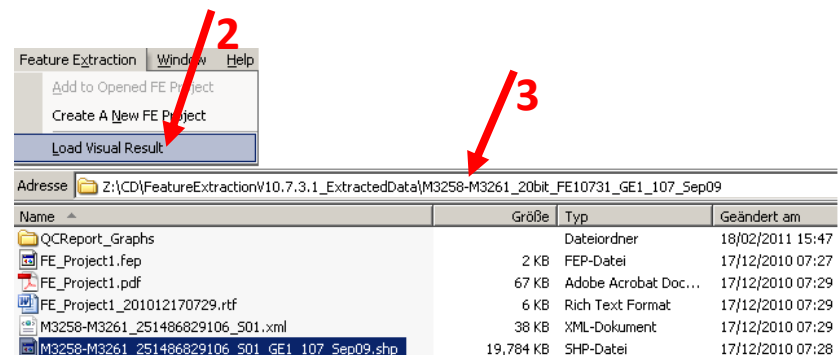 2
Feature Extraction Window Help
Add to Opened FE Project
Create A New FE Project
Load Visual Result
3
Adresse Z:\CD\FeatureExtractionV10.7.3.1_ExtractedData\M3258-M3261_20bit_FE10731_GE1_107_Sep09
Name Größe Typ Geändert am
QCReport_Graphs Dateiordner 18/02/2011 15:47
FE_Project1.fep 2 KB FEP-Datei 17/12/2010 07:27
FE_Project1.pdf 67 KB Adobe Acrobat Doc... 17/12/2010 07:29
FE_Project1_201012170729.rtf 6 KB Rich Text Format 17/12/2010 07:29
M3258-M3261_251486829106_S01.xml 38 KB XML-Dokument 17/12/2010 07:29
M3258-M3261_251486829106_S01_GE1_107_Sep09.shp 19,784 KB SHP-Datei 17/12/2010 07:28